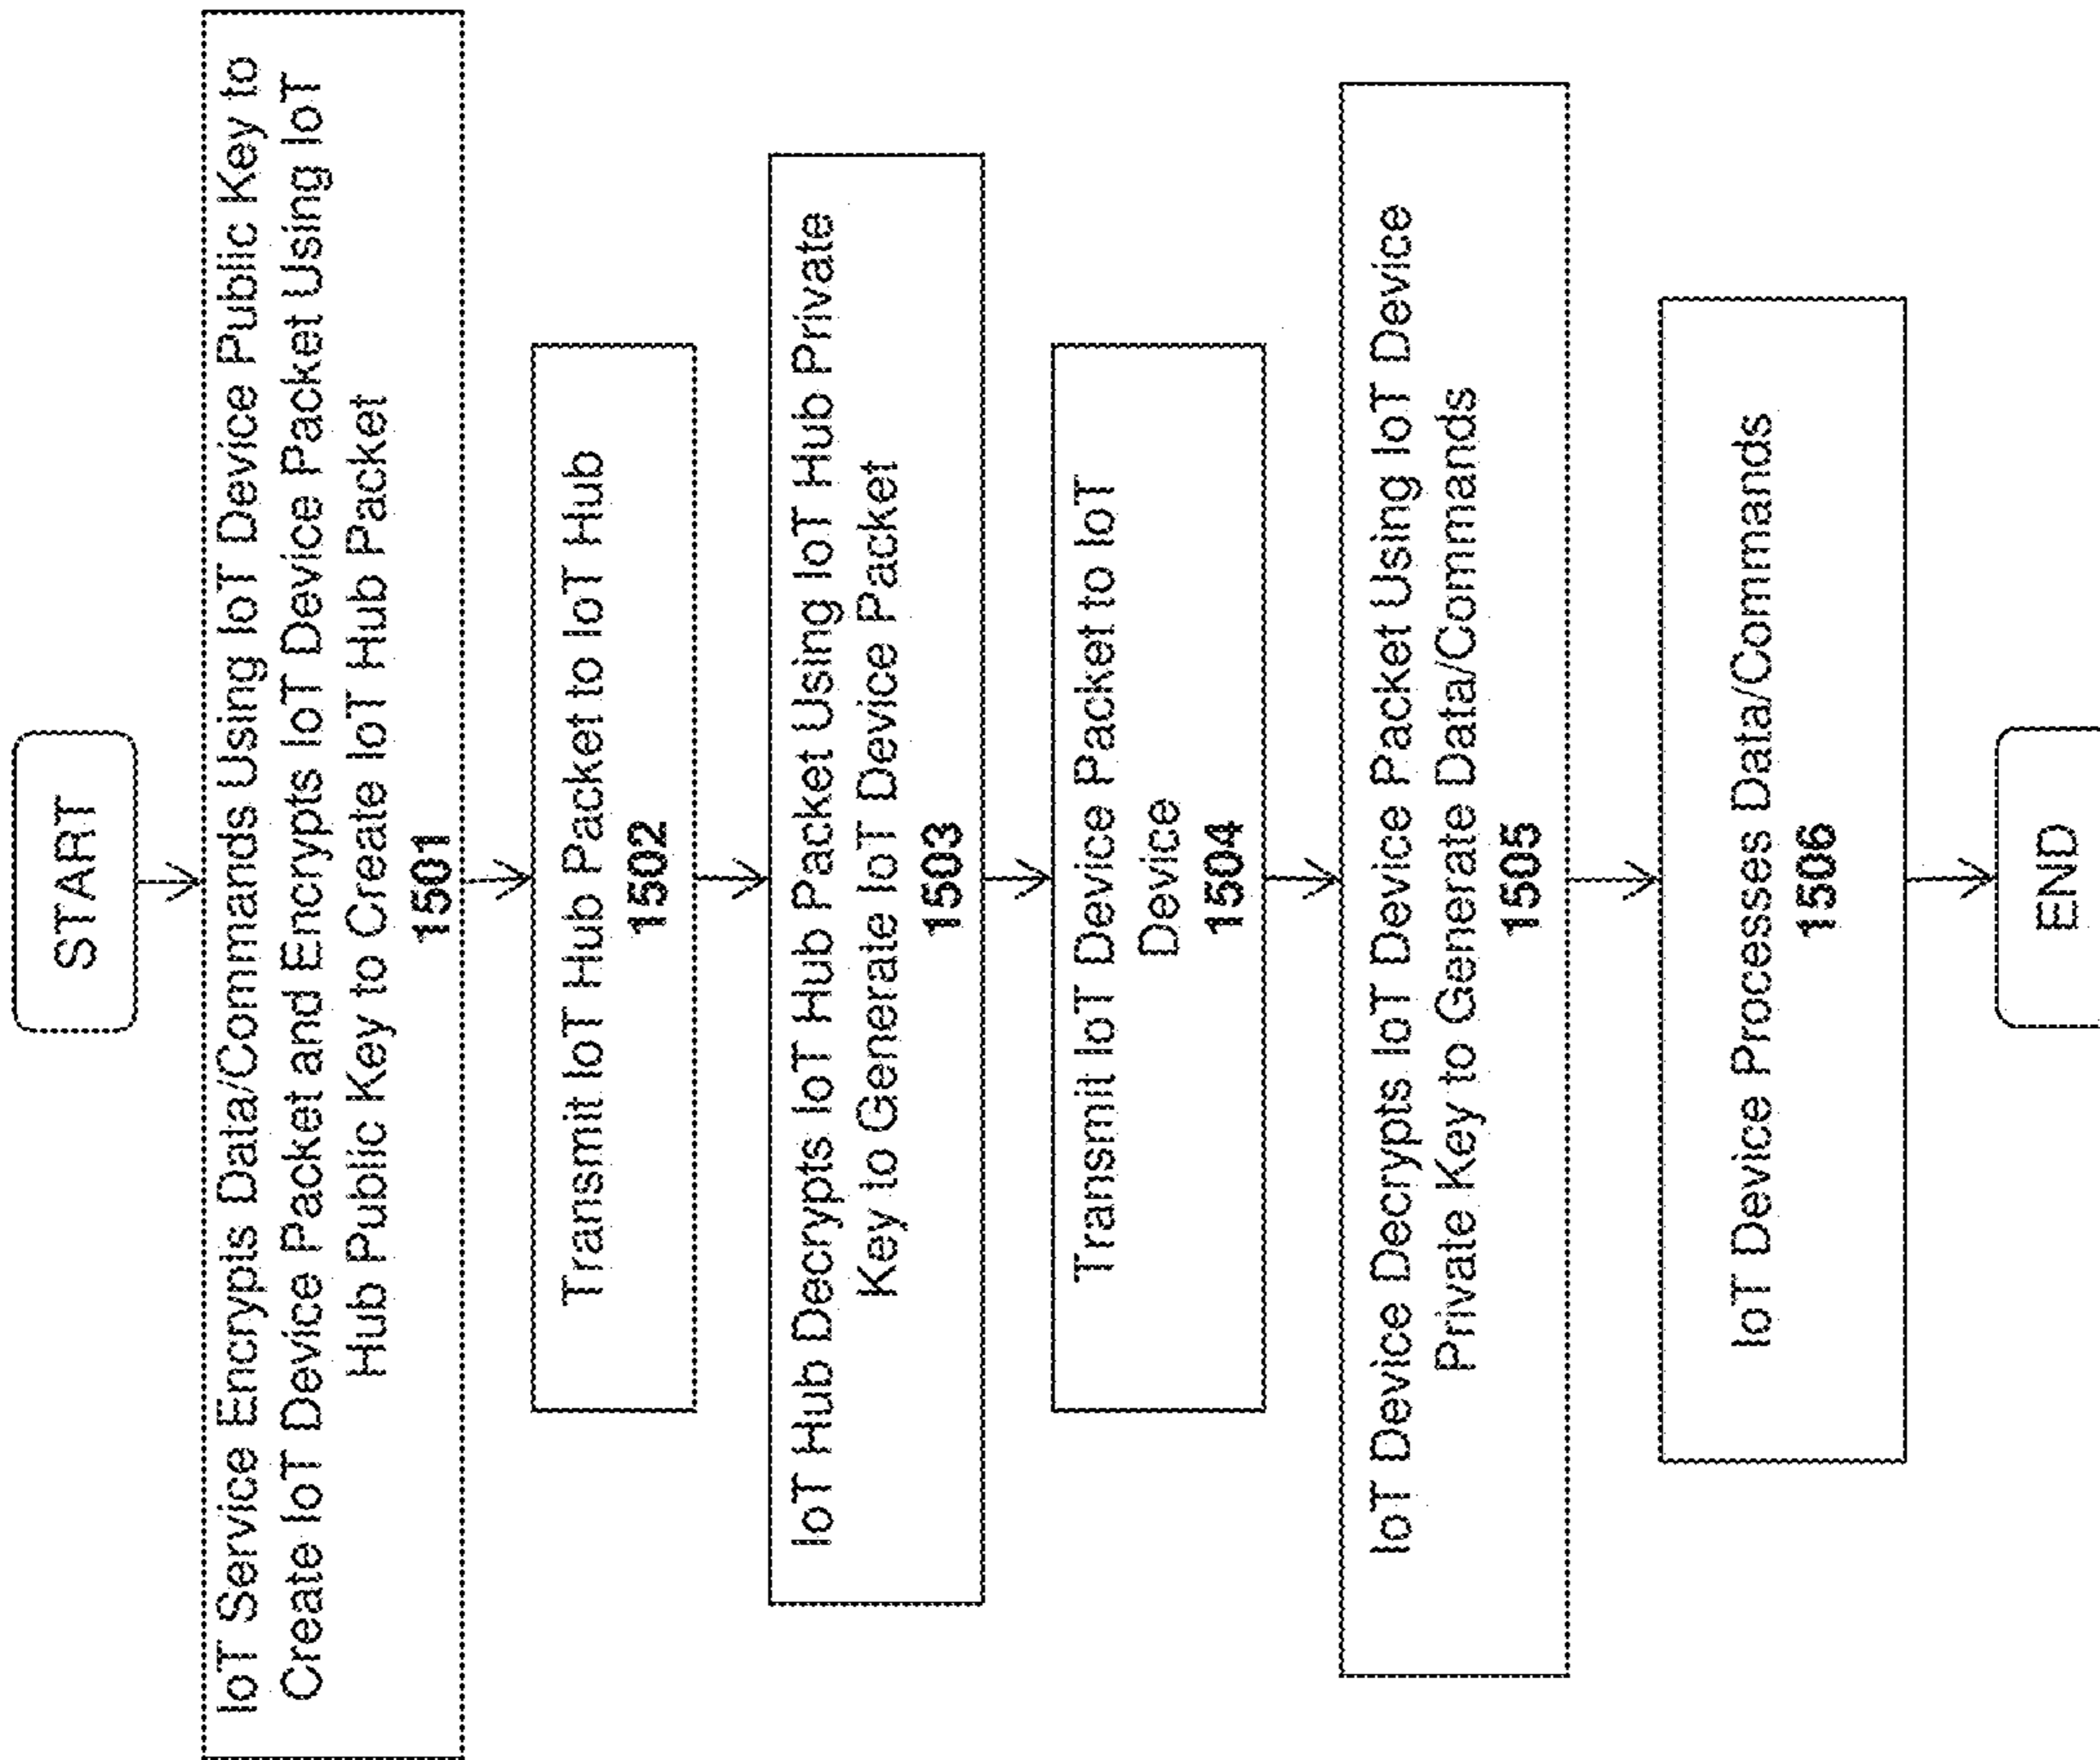 START
IoT Service Encrypts Data/Commands Using IoT Device Public Key to
Create IoT Device Packet and Encrypts IoT Device Packet Using IoT
Hub Public Key to Create IoT Hub Packet
1501
Transmit IoT Hub Packet to IoT Hub
1502
IoT Hub Decrypts IoT Hub Packet Using IoT Hub Private
Key to Generate IoT Device Packet
1503
Transmit IoT Device Packet to IoT
Device
1504
IoT Device Decrypts IoT Device Packet Using IoT Device
Private Key to Generate Data/Commands
1505
IoT Device Processes Data/Commands
1506
END